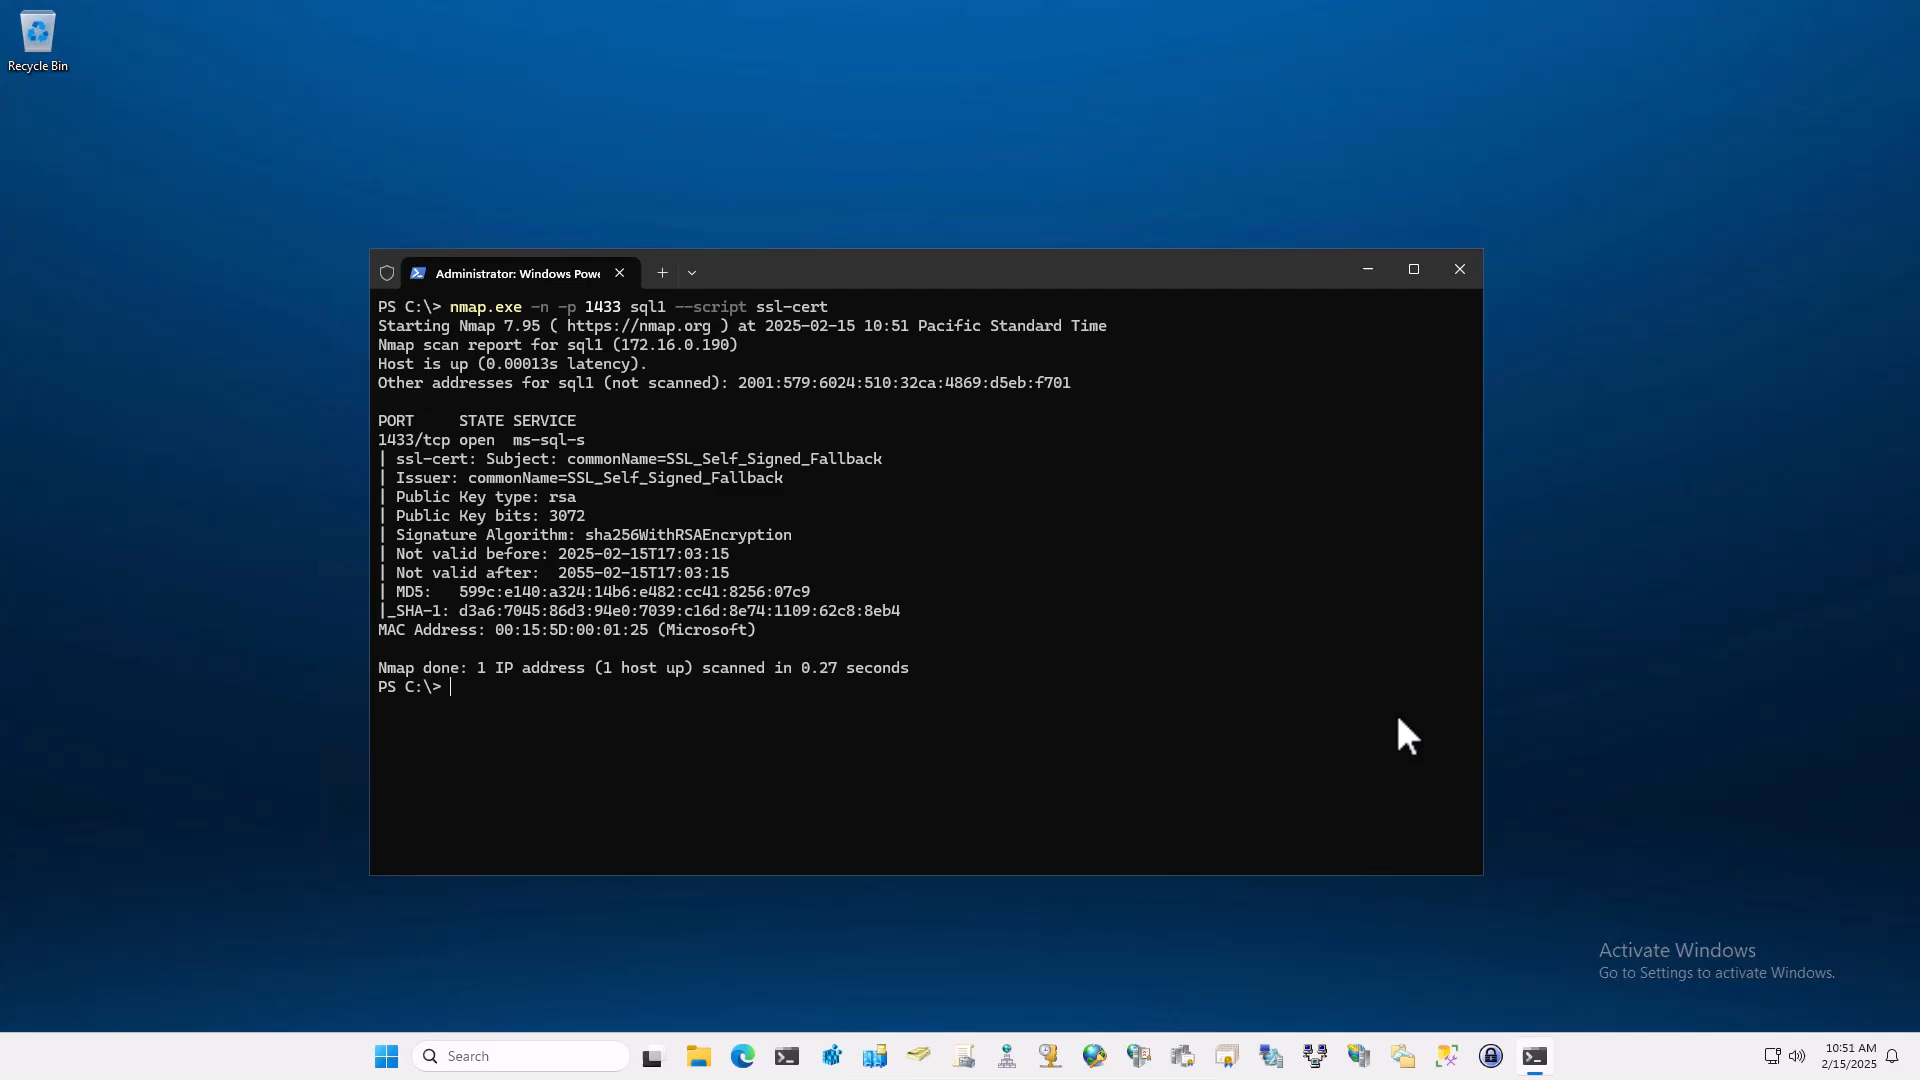 Recycle Bin
Administrator: Windows Powe
PS C:\> nmap.exe -n -p 1433 sql1 --script ssl-cert
Starting Nmap 7.95 ( https://nmap.org ) at 2025-02-15 10:51 Pacific Standard Time
Nmap scan report for sql1 (172.16.0.190)
Host is up (0.00013s latency).
Other addresses for sql1 (not scanned): 2001:579:6024:510:32ca:4869:d5eb:f701
PORT     STATE SERVICE
1433/tcp open  ms-sql-s
| ssl-cert: Subject: commonName=SSL_Self_Signed_Fallback
| Issuer: commonName=SSL_Self_Signed_Fallback
| Public Key type: rsa
| Public Key bits: 3072
| Signature Algorithm: sha256WithRSAEncryption
| Not valid before: 2025-02-15T17:03:15
| Not valid after:  2055-02-15T17:03:15
| MD5:   599c:e140:a324:14b6:e482:cc41:8256:07c9
|_SHA-1: d3a6:7045:86d3:94e0:7039:c16d:8e74:1109:62c8:8eb4
MAC Address: 00:15:5D:00:01:25 (Microsoft)
Nmap done: 1 IP address (1 host up) scanned in 0.27 seconds
PS C:\>
Activate Windows
Go to Settings to activate Windows.
Search
10:51 AM
2/15/2025